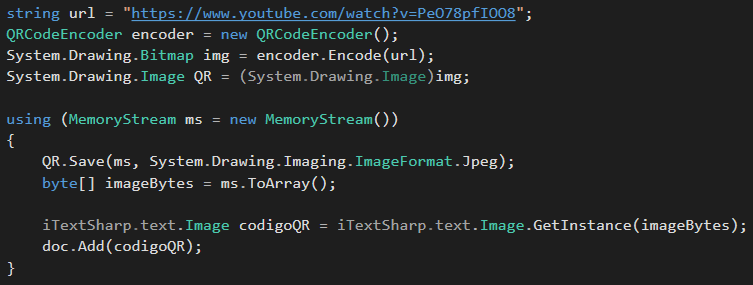 string url = "https://www.youtube.com/watch?v=PeO78pfIOO8";
QRCodeEncoder encoder = new QRCodeEncoder();
System.Drawing.Bitmap img = encoder.Encode(url);
System.Drawing.Image QR = (System.Drawing.Image)img;
using (MemoryStream ms = new MemoryStream())
{
QR.Save(ms, System.Drawing.Imaging.ImageFormat.Jpeg);
byte[] imageBytes = ms.ToArray();
iTextSharp.text.Image codigoQR = iTextSharp.text.Image.GetInstance(imageBytes);
doc.Add(codigoQR);
}